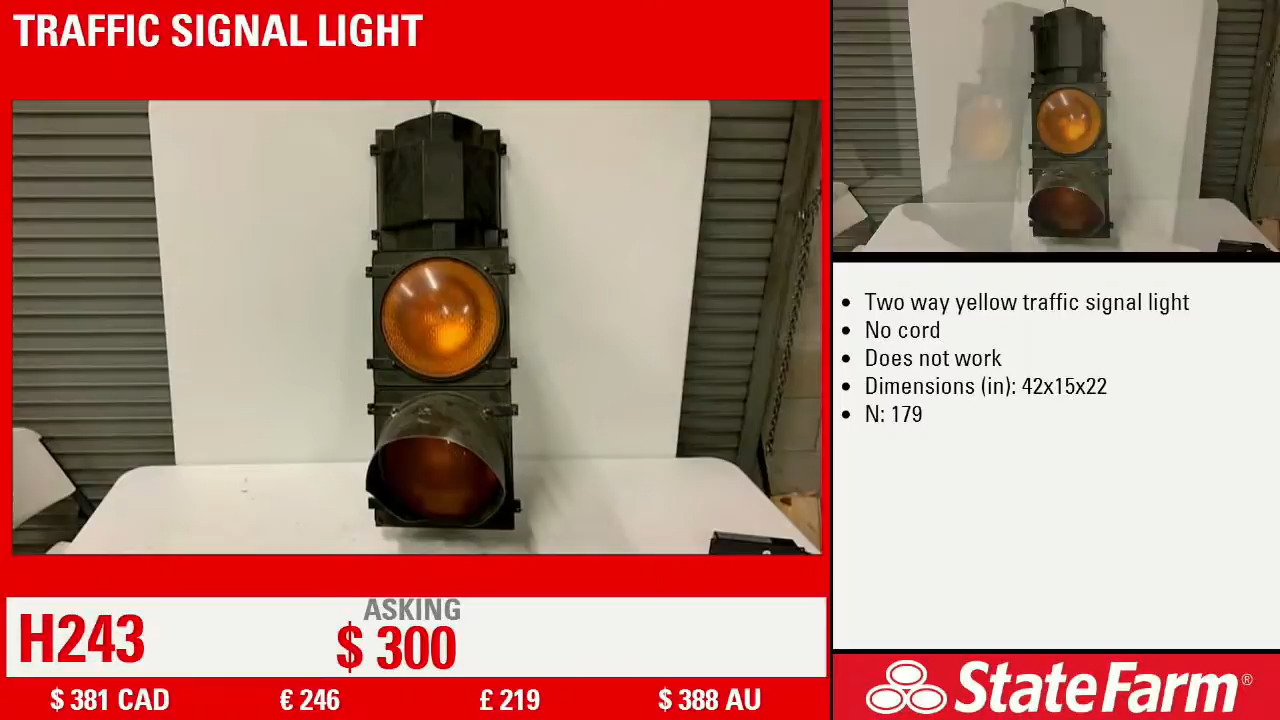 TRAFFIC SIGNAL LIGHT
• Two way yellow traffic signal light
• No cord
• Does not work
• Dimensions (in): 42x15x22
• N: 179
H243
ASKING
$ 300
$ 381 CAD
€ 246
£ 219
$ 388 AU
StateFarm®